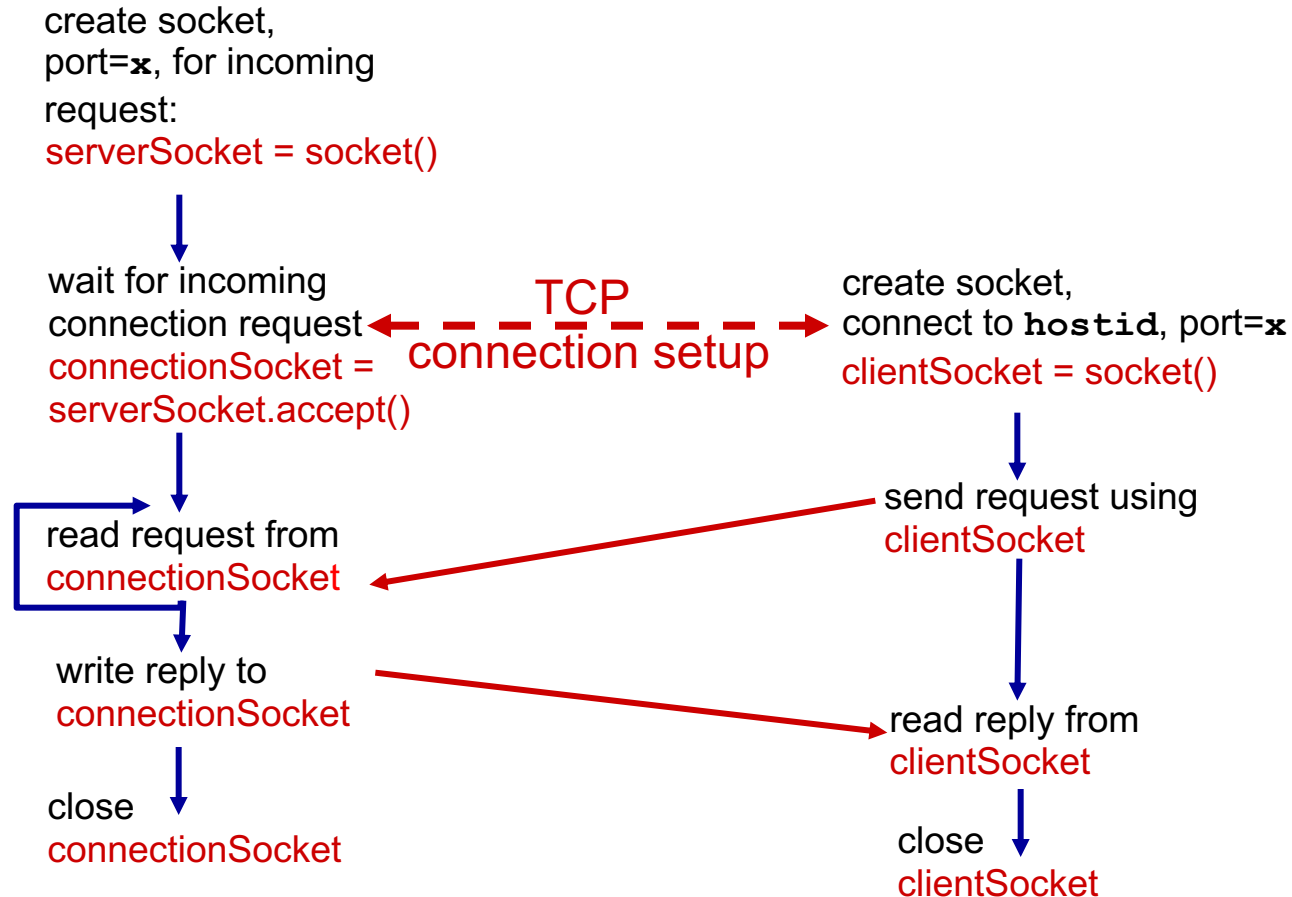 create socket,
port=x, for incoming
request:
serverSocket = socket()
wait for incoming
connection request
connectionSocket =
serverSocket.accept()
TCP
connection setup
create socket,
connect to hostid, port=x
clientSocket = socket()
send request using
clientSocket
read request from
connectionSocket
write reply to
connectionSocket
read reply from
clientSocket
close
connectionSocket
close
clientSocket